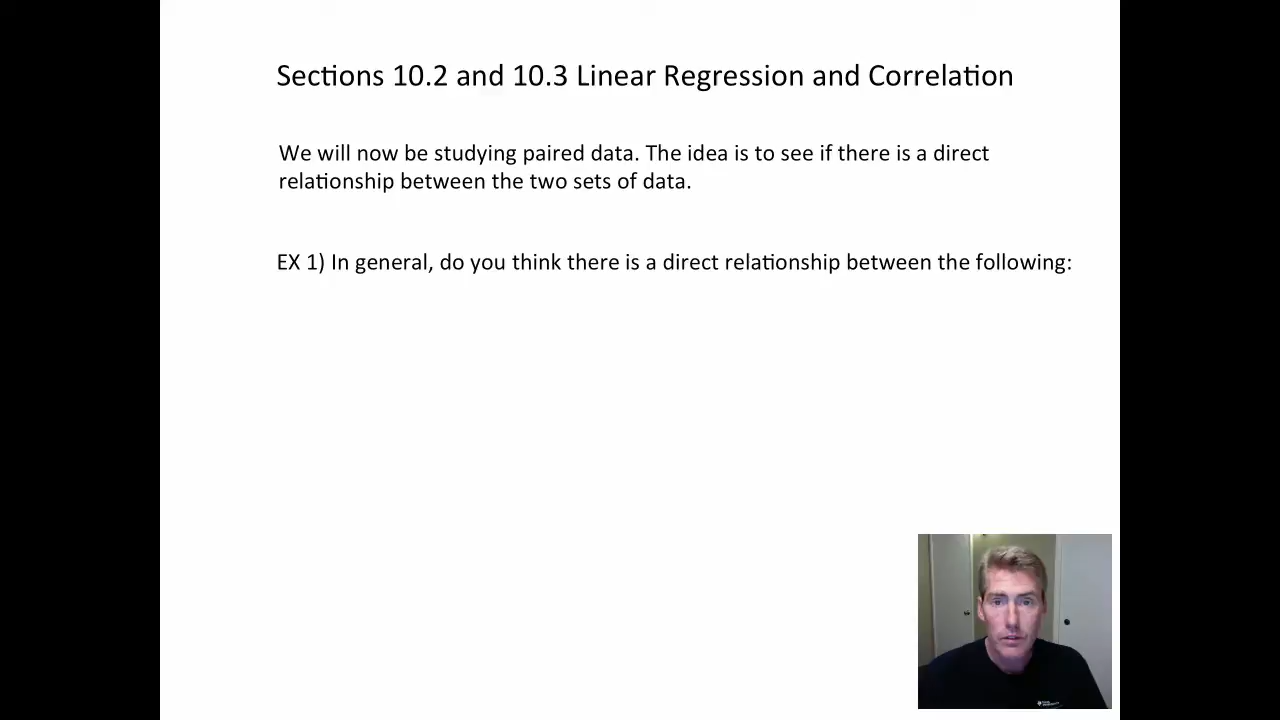 Sections 10.2 and 10.3 Linear Regression and Correlation
We will now be studying paired data. The idea is to see if there is a direct
relationship between the two sets of data.
EX 1) In general, do you think there is a direct relationship between the following: